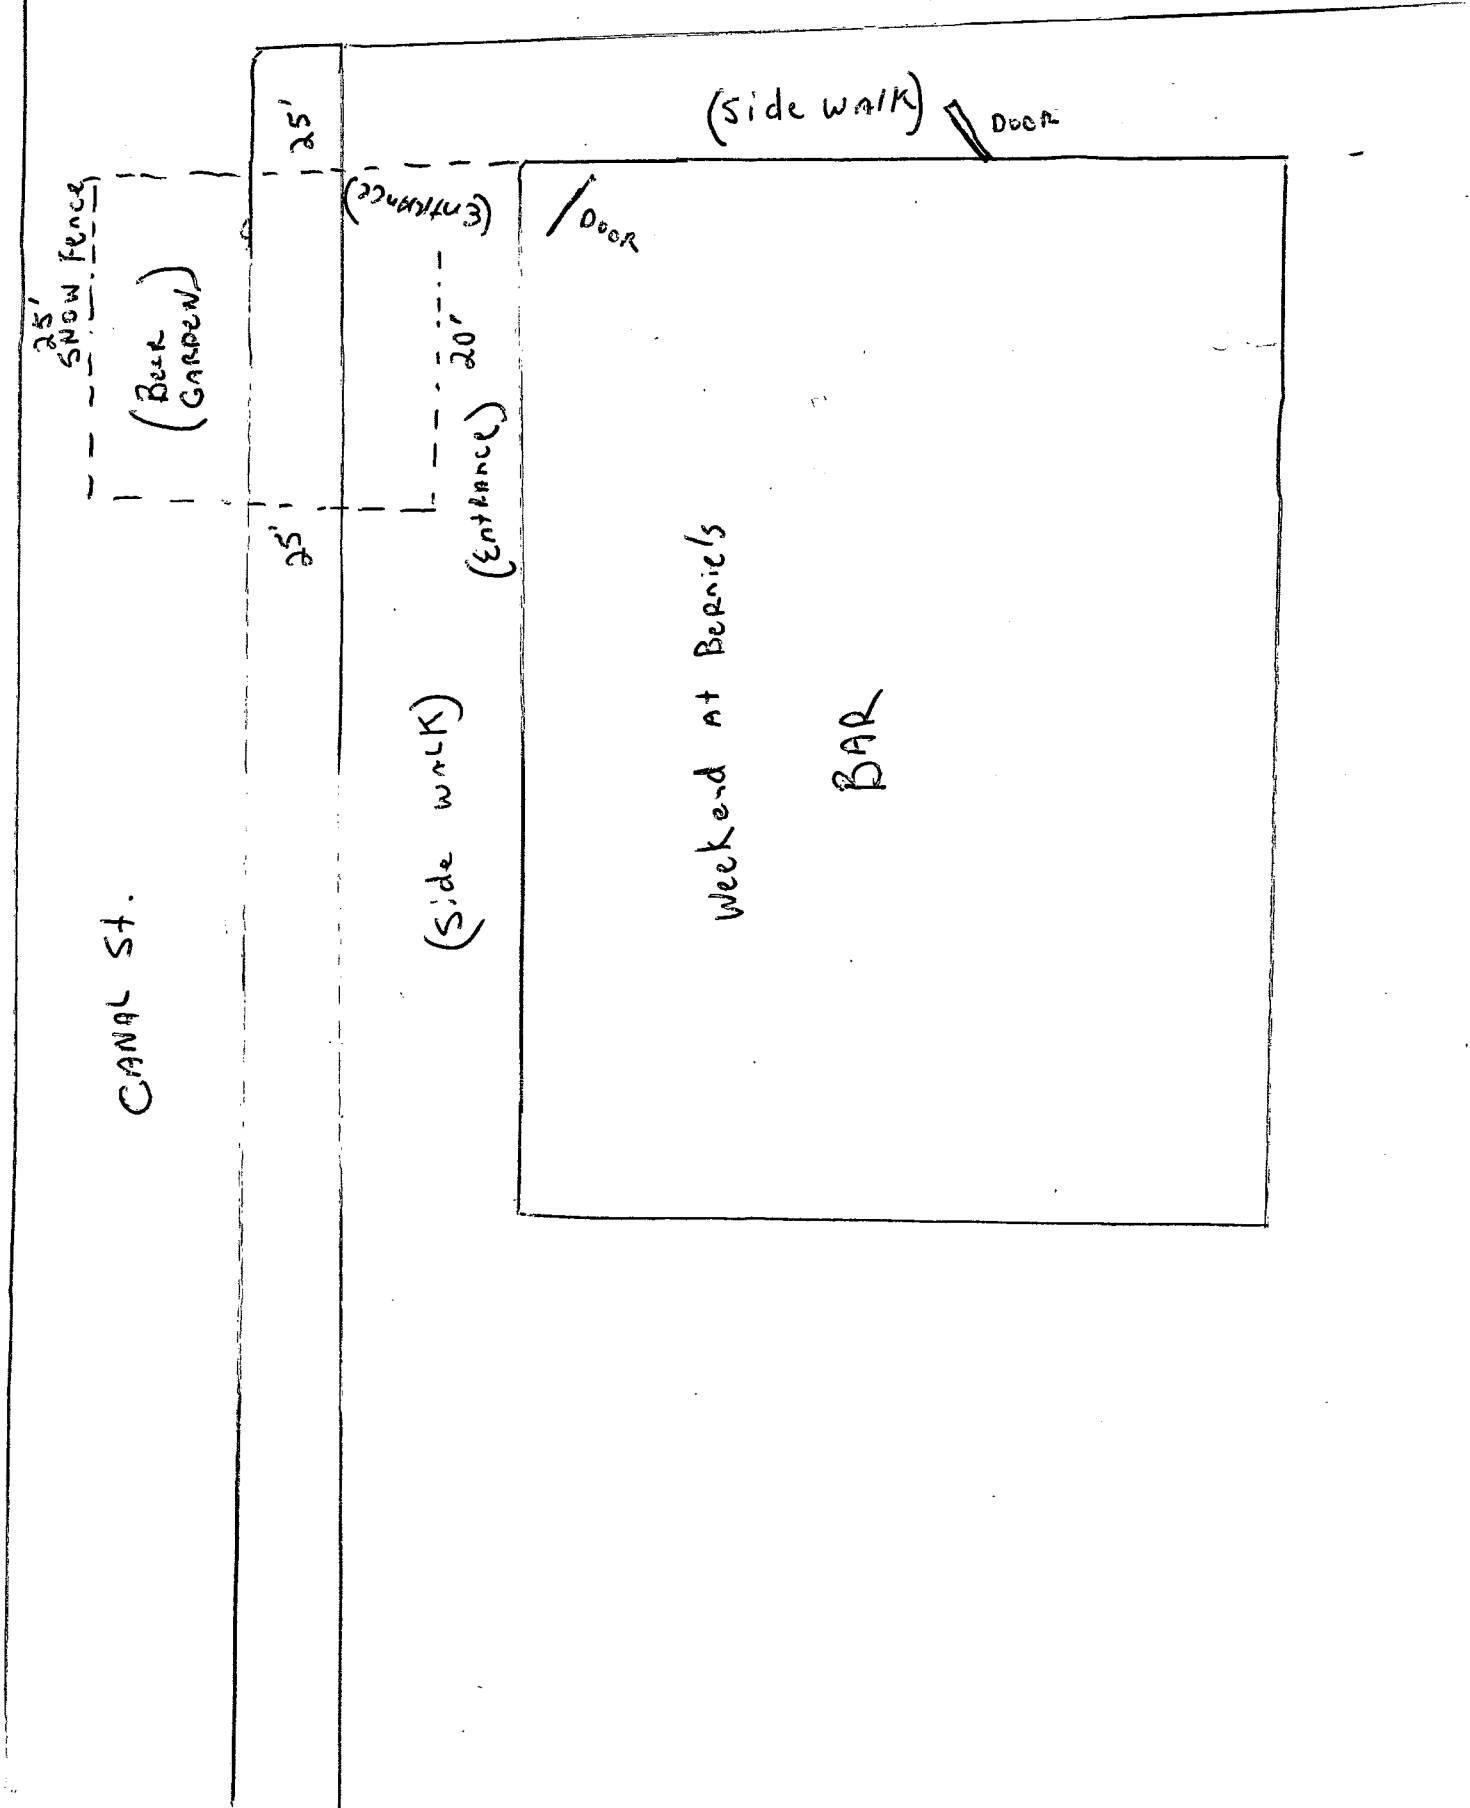 (Side WALK)
DOOR
25'
(Entrance)
DOOR
25'
SNOW Fence
(Beer
GARDEN)
20'
(Entrance)
25'
Weekend At Bernie's
BAR
(Side WALK)
CANAL St.